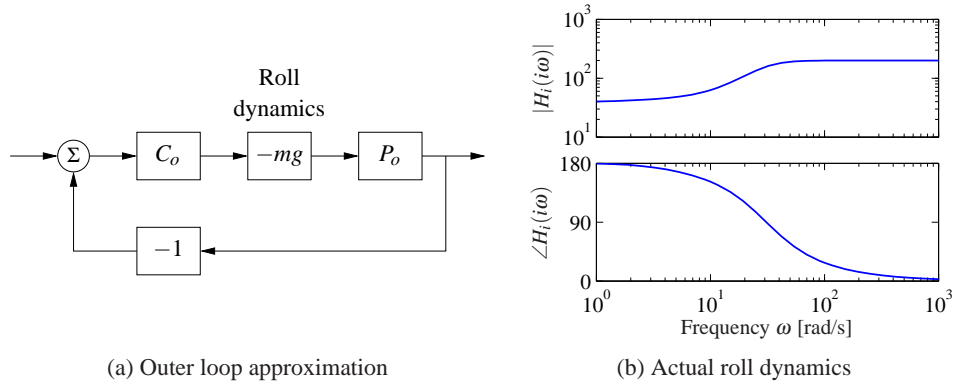 Roll
dynamics
Σ
C_o
−mg
P_o
−1
(a) Outer loop approximation
|H_i(iω)|
10^3
10^2
10^1
∠H_i(iω)
180
90
0
10^0 10^1 10^2 10^3
Frequency ω [rad/s]
(b) Actual roll dynamics